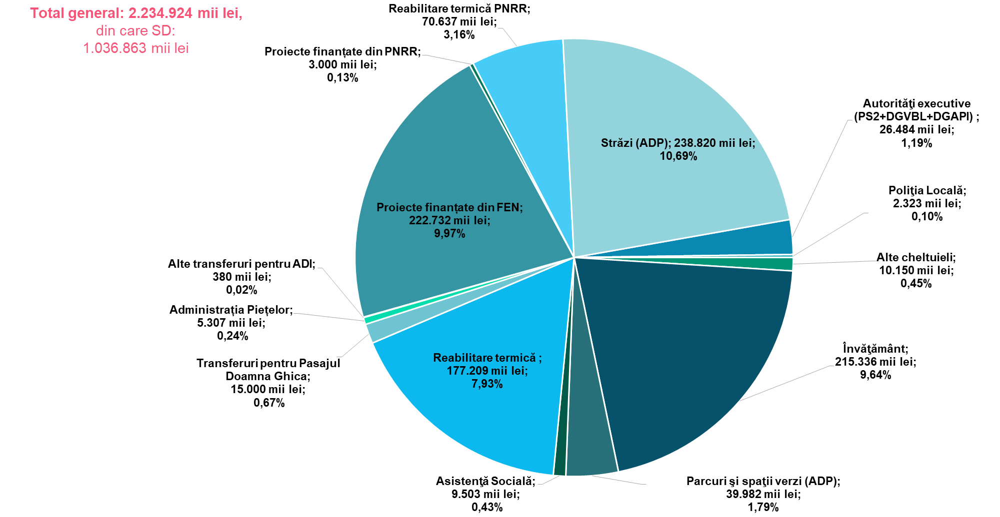 Total general: 2.234.924 mii lei,
din care SD:
1.036.863 mii lei
Reabilitare termică PNRR;
70.637 mii lei;
3,16%
Proiecte finanțate din PNRR;
3.000 mii lei;
0,13%
Autorităţi executive
(PS2+DGVBL+DGAPI) ;
26.484 mii lei;
1,19%
Străzi (ADP); 238.820 mii lei;
10,69%
Poliţia Locală;
2.323 mii lei;
0,10%
Proiecte finanțate din FEN;
222.732 mii lei;
9,97%
Alte cheltuieli;
10.150 mii lei;
0,45%
Alte transferuri pentru ADI;
380 mii lei;
0,02%
Administrația Piețelor;
5.307 mii lei;
0,24%
Învăţământ;
215.336 mii lei;
9,64%
Reabilitare termică ;
177.209 mii lei;
7,93%
Transferuri pentru Pasajul
Doamna Ghica;
15.000 mii lei;
0,67%
Asistenţă Socială;
9.503 mii lei;
0,43%
Parcuri şi spaţii verzi (ADP);
39.982 mii lei;
1,79%